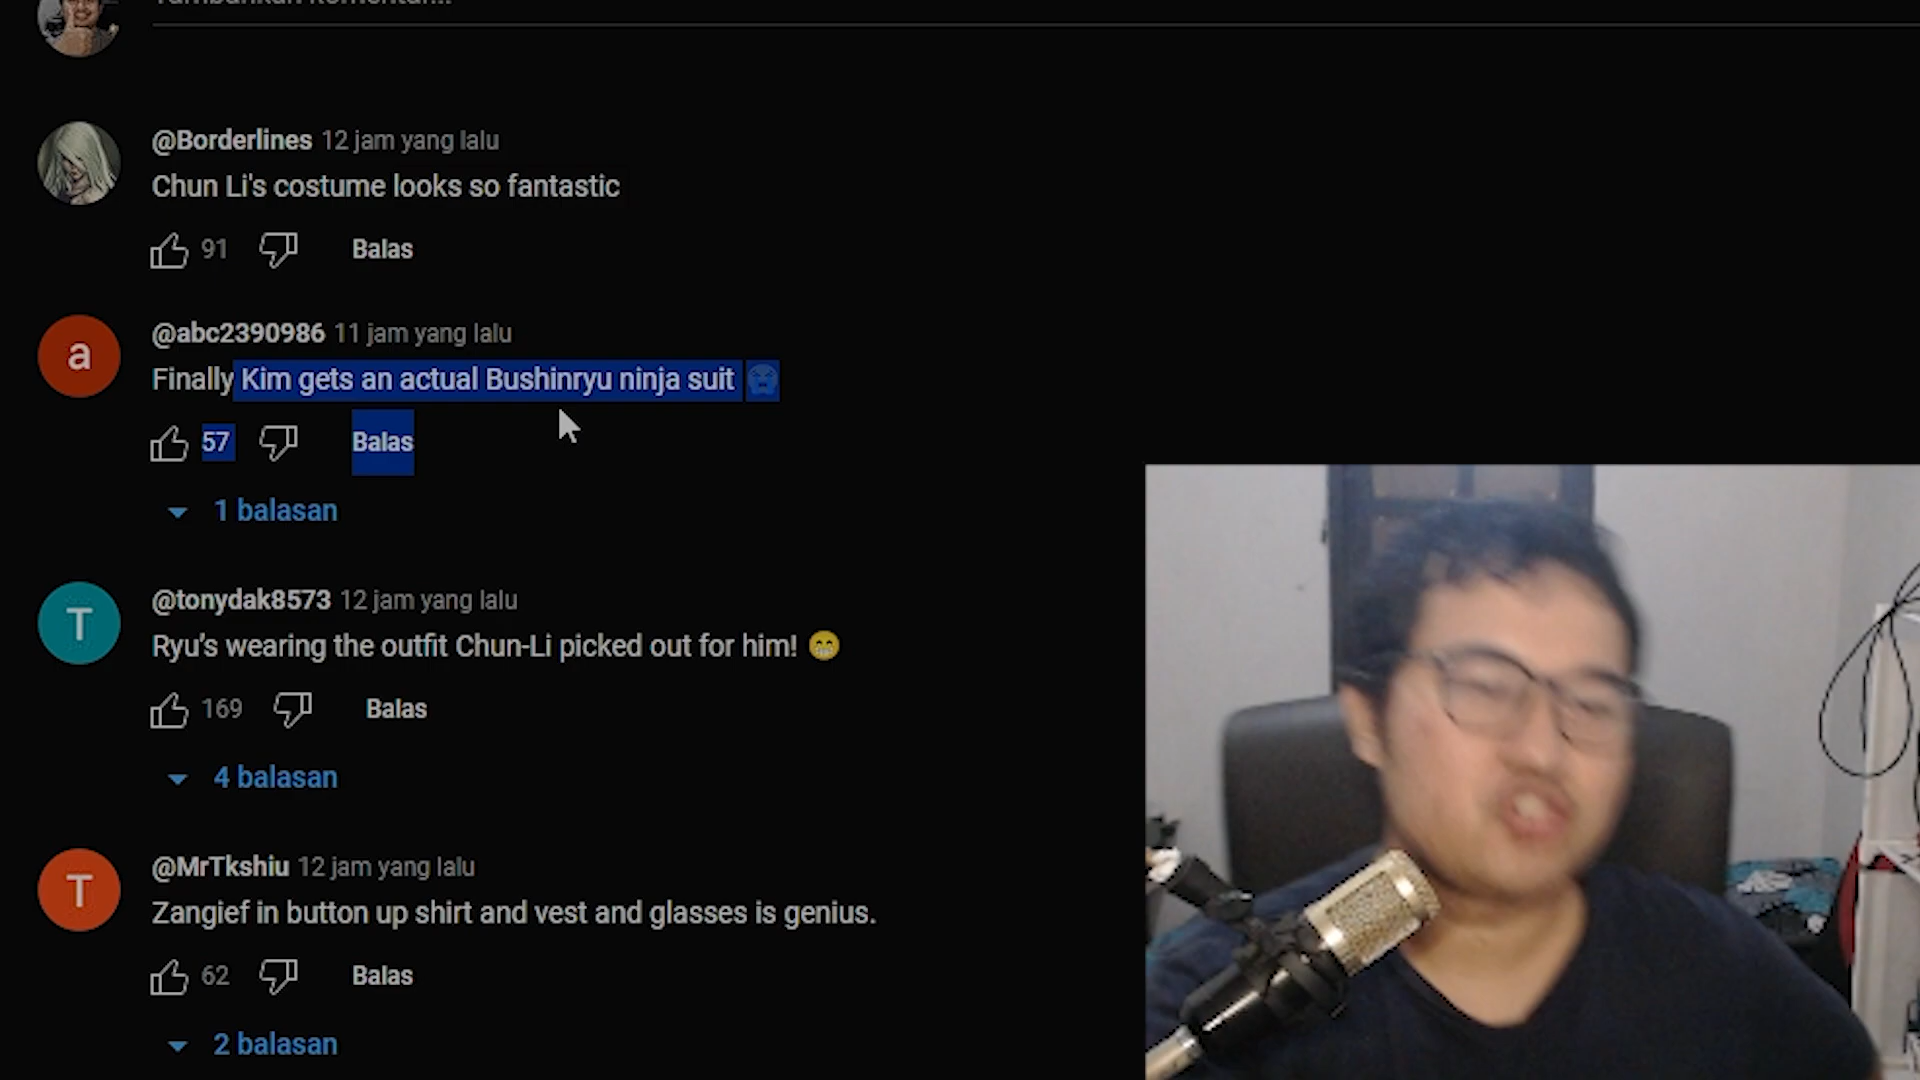 Tambahkan komentar...
@Borderlines 12 jam yang lalu
Chun Li's costume looks so fantastic
91 Balas
a
@abc2390986 11 jam yang lalu
Finally Kim gets an actual Bushinryu ninja suit 😭
57 Balas
1 balasan
T
@tonydak8573 12 jam yang lalu
Ryu’s wearing the outfit Chun-Li picked out for him! 😁
169 Balas
4 balasan
T
@MrTkshiu 12 jam yang lalu
Zangief in button up shirt and vest and glasses is genius.
62 Balas
2 balasan